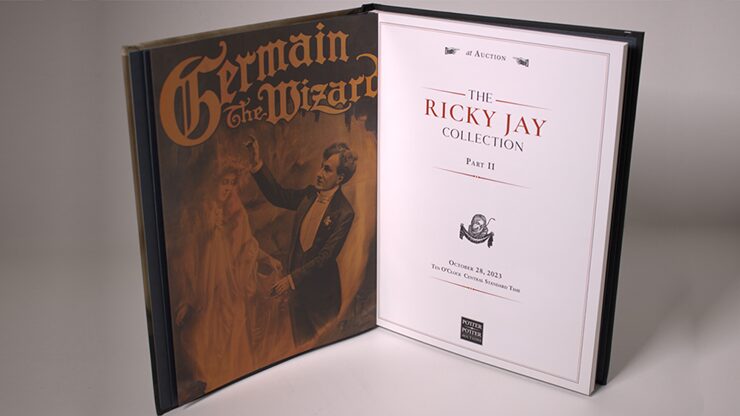 Germain
The Wizard
at AUCTION
THE
RICKY JAY
COLLECTION
PART II
OCTOBER 28, 2023
TEN O'CLOCK CENTRAL STANDARD TIME
POTTER
POTTER
AUCTIONS